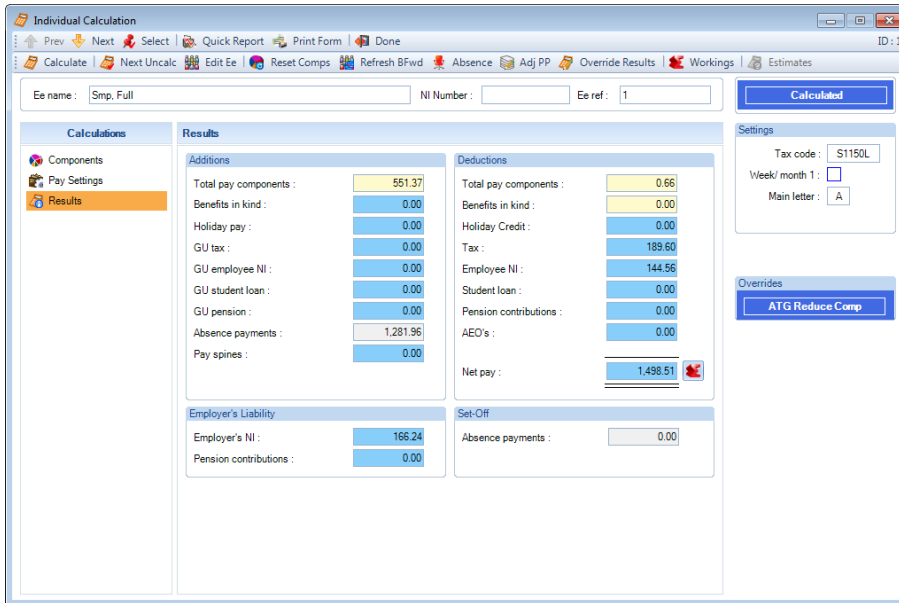 Individual Calculation
Prev Next Select Quick Report Print Form Done ID : 1
Calculate Next Uncalc Edit Ee Reset Comps Refresh BFwd Absence Adj PP Override Results Workings Estimates
Ee name : Smp, Full NI Number : Ee ref : 1 Calculated
Calculations
Components
Pay Settings
Results
Results
Additions
Total pay components : 551.37
Benefits in kind : 0.00
Holiday pay : 0.00
GU tax : 0.00
GU employee NI : 0.00
GU student loan : 0.00
GU pension : 0.00
Absence payments : 1,281.96
Pay spines : 0.00
Deductions
Total pay components : 0.66
Benefits in kind : 0.00
Holiday Credit : 0.00
Tax : 189.60
Employee NI : 144.56
Student loan : 0.00
Pension contributions : 0.00
AEO's : 0.00
Net pay : 1,498.51
Employer's Liability
Employer's NI : 166.24
Pension contributions : 0.00
Set-Off
Absence payments : 0.00
Settings
Tax code : S1150L
Week/ month 1 :
Main letter : A
Overrides
ATG Reduce Comp